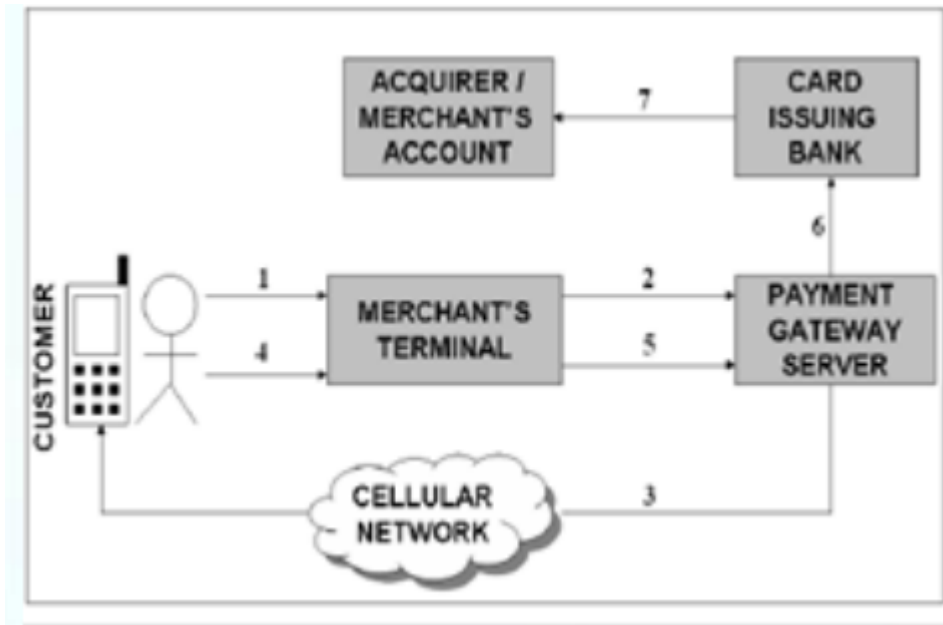 ACQUIRER /
MERCHANT'S
ACCOUNT
7
CARD
ISSUING
BANK
6
CUSTOMER
1
4
MERCHANT'S
TERMINAL
2
5
PAYMENT
GATEWAY
SERVER
CELLULAR
NETWORK
3